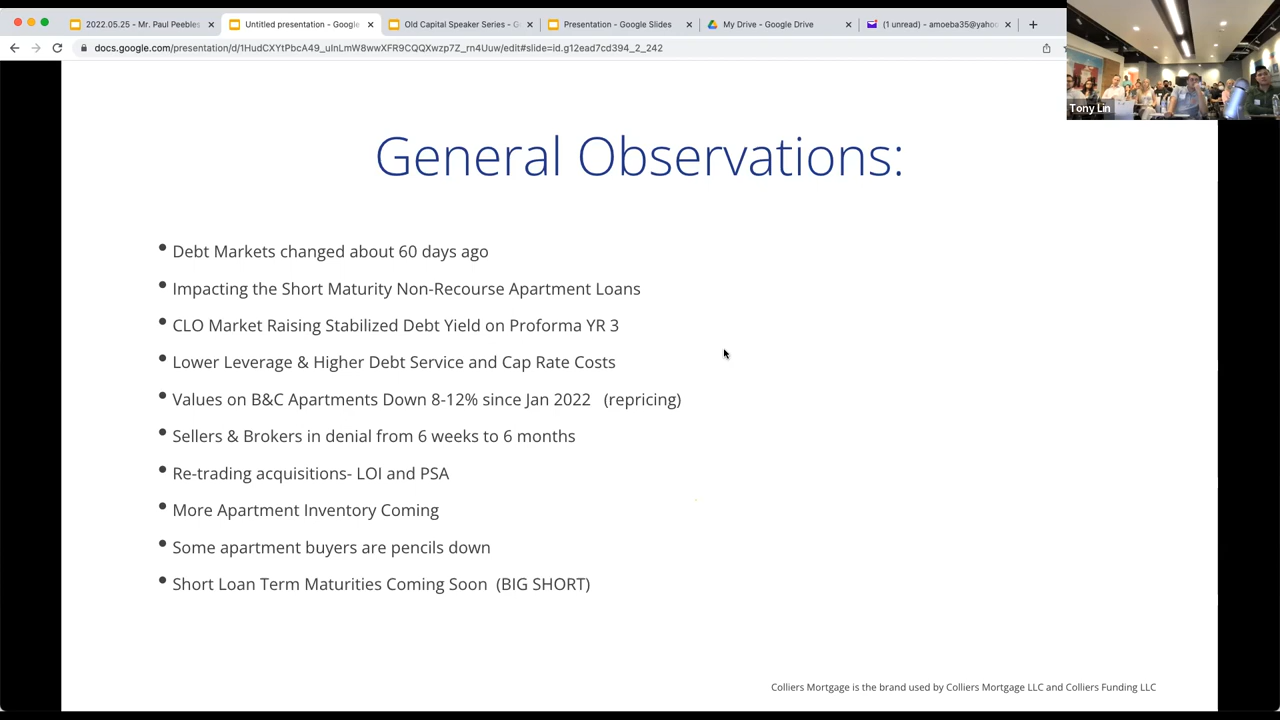 2022.05.25 - Mr. Paul Peebles
Untitled presentation - Google
Old Capital Speaker Series - G
Presentation - Google Slides
My Drive - Google Drive
(1 unread) - amoeba35@yahoo
docs.google.com/presentation/d/1HudCXYtPbcA49_uInLmW8wwXFR9CQQXwzp7Z_rn4Uuw/edit#slide=id.g12ead7cd394_2_242
Tony Lin
General Observations:
• Debt Markets changed about 60 days ago
• Impacting the Short Maturity Non-Recourse Apartment Loans
• CLO Market Raising Stabilized Debt Yield on Proforma YR 3
• Lower Leverage & Higher Debt Service and Cap Rate Costs
• Values on B&C Apartments Down 8-12% since Jan 2022 (repricing)
• Sellers & Brokers in denial from 6 weeks to 6 months
• Re-trading acquisitions- LOI and PSA
• More Apartment Inventory Coming
• Some apartment buyers are pencils down
• Short Loan Term Maturities Coming Soon (BIG SHORT)
Colliers Mortgage is the brand used by Colliers Mortgage LLC and Colliers Funding LLC